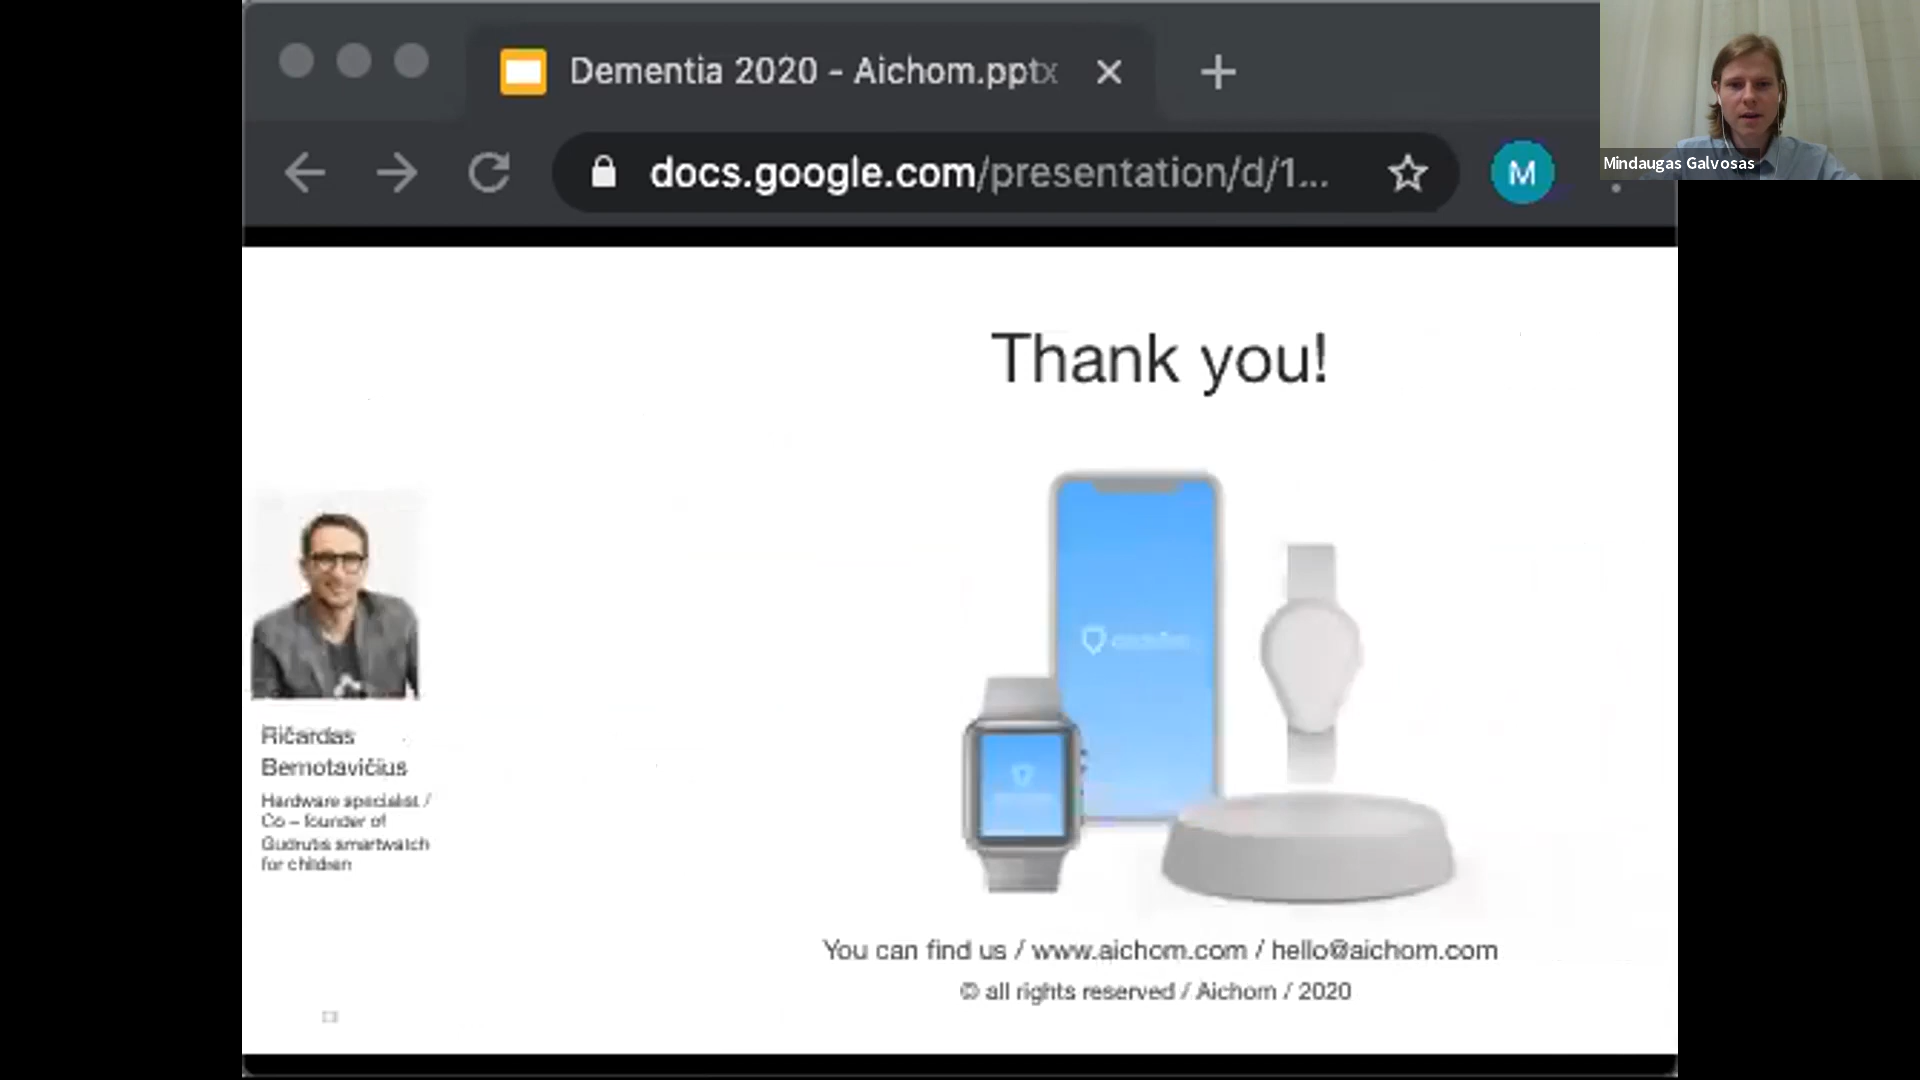 Dementia 2020 - Aichom.pptx
docs.google.com/presentation/d/1...
M
Mindaugas Galvosas
Thank you!
Ričardas
Bernotavičius
Hardware specialist /
Co – founder of
Gudrutis smartwatch
for children
You can find us / www.aichom.com / hello@aichom.com
© all rights reserved / Aichom / 2020